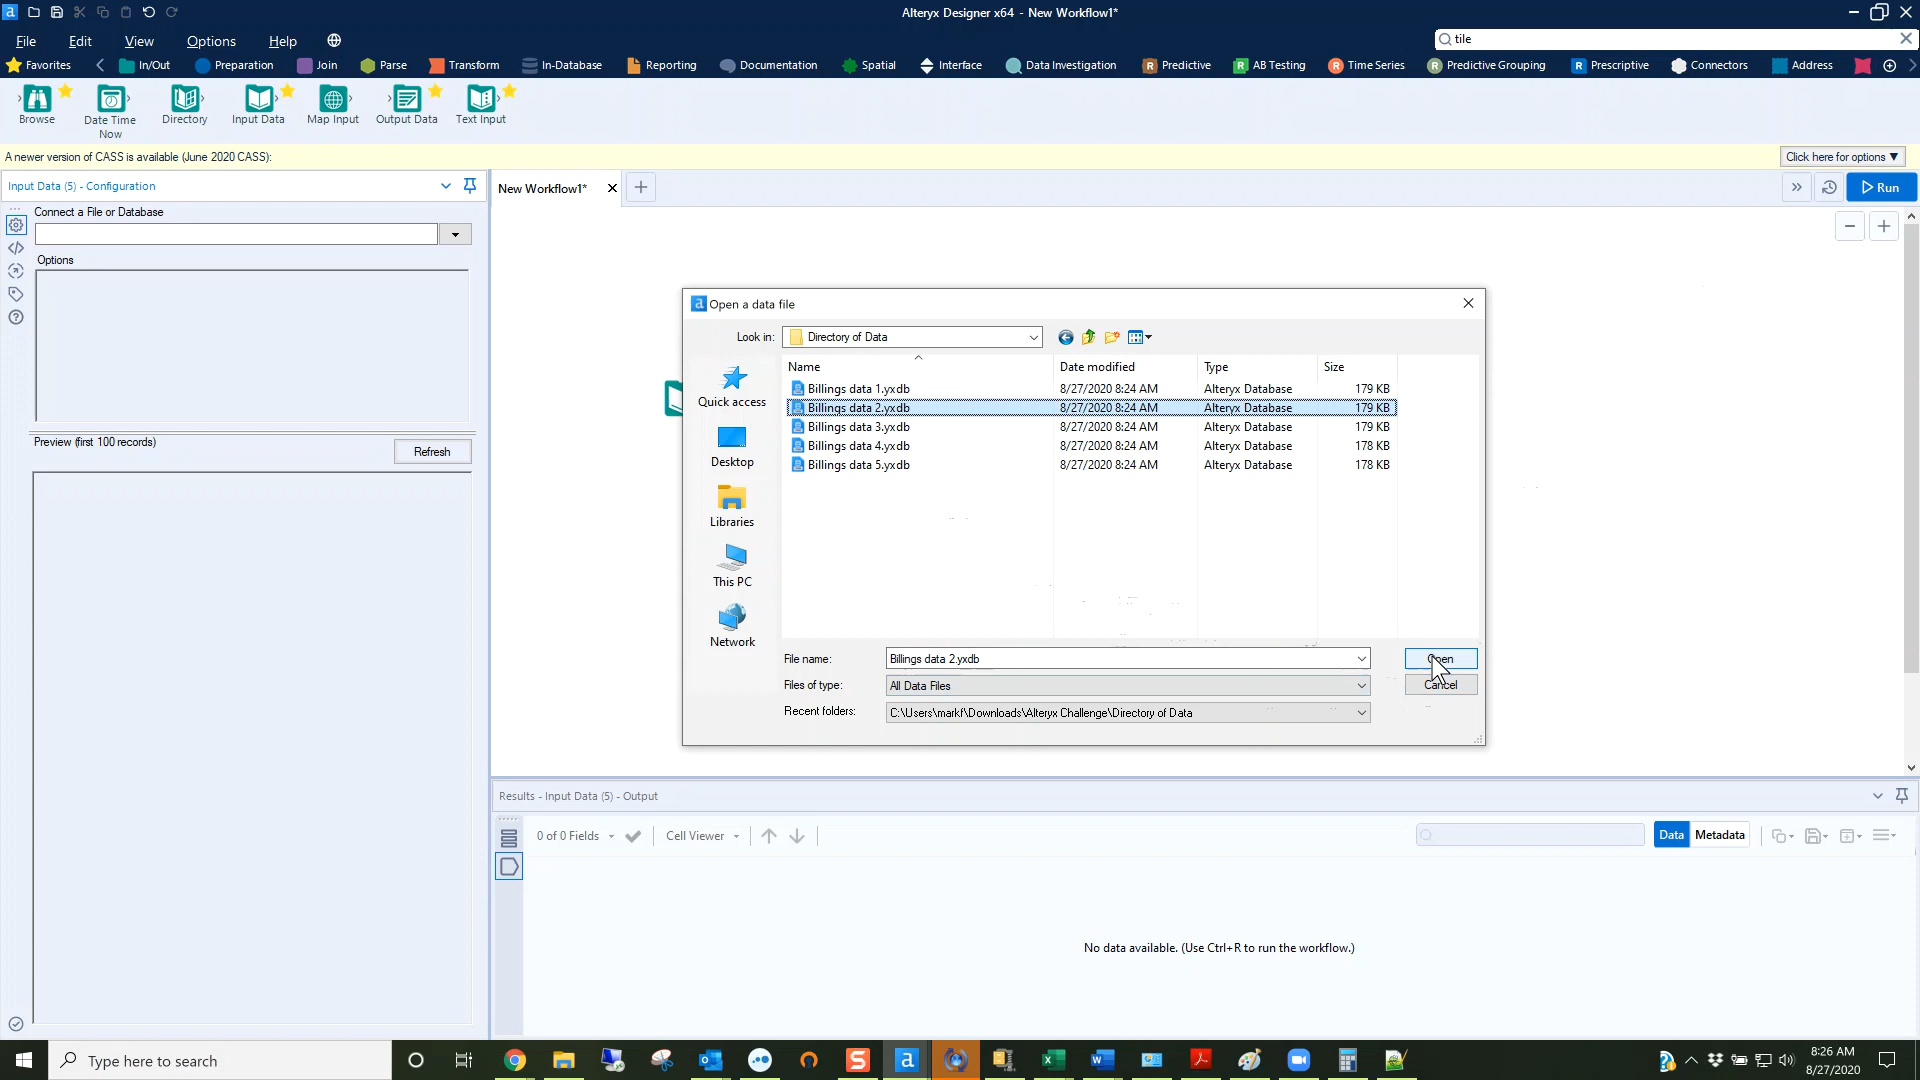 Alteryx Designer x64 - New Workflow1*
File Edit View Options Help
tile
Favorites In/Out Preparation Join Parse Transform In-Database Reporting Documentation Spatial Interface Data Investigation Predictive AB Testing Time Series Predictive Grouping Prescriptive Connectors Address
Browse Date Time Now Directory Input Data Map Input Output Data Text Input
A newer version of CASS is available (June 2020 CASS):
Click here for options ▼
Input Data (5) - Configuration
New Workflow1*
Run
Connect a File or Database
Options
Preview (first 100 records)
Refresh
Open a data file
Look in: Directory of Data
Name Date modified Type Size
Billings data 1.yxdb 8/27/2020 8:24 AM Alteryx Database 179 KB
Billings data 2.yxdb 8/27/2020 8:24 AM Alteryx Database 179 KB
Billings data 3.yxdb 8/27/2020 8:24 AM Alteryx Database 179 KB
Billings data 4.yxdb 8/27/2020 8:24 AM Alteryx Database 178 KB
Billings data 5.yxdb 8/27/2020 8:24 AM Alteryx Database 178 KB
Quick access
Desktop
Libraries
This PC
Network
File name: Billings data 2.yxdb
Open
Files of type: All Data Files
Cancel
Recent folders: C:\Users\markf\Downloads\Alteryx Challenge\Directory of Data
Results - Input Data (5) - Output
0 of 0 Fields Cell Viewer
Data Metadata
No data available. (Use Ctrl+R to run the workflow.)
Type here to search
8:26 AM
8/27/2020